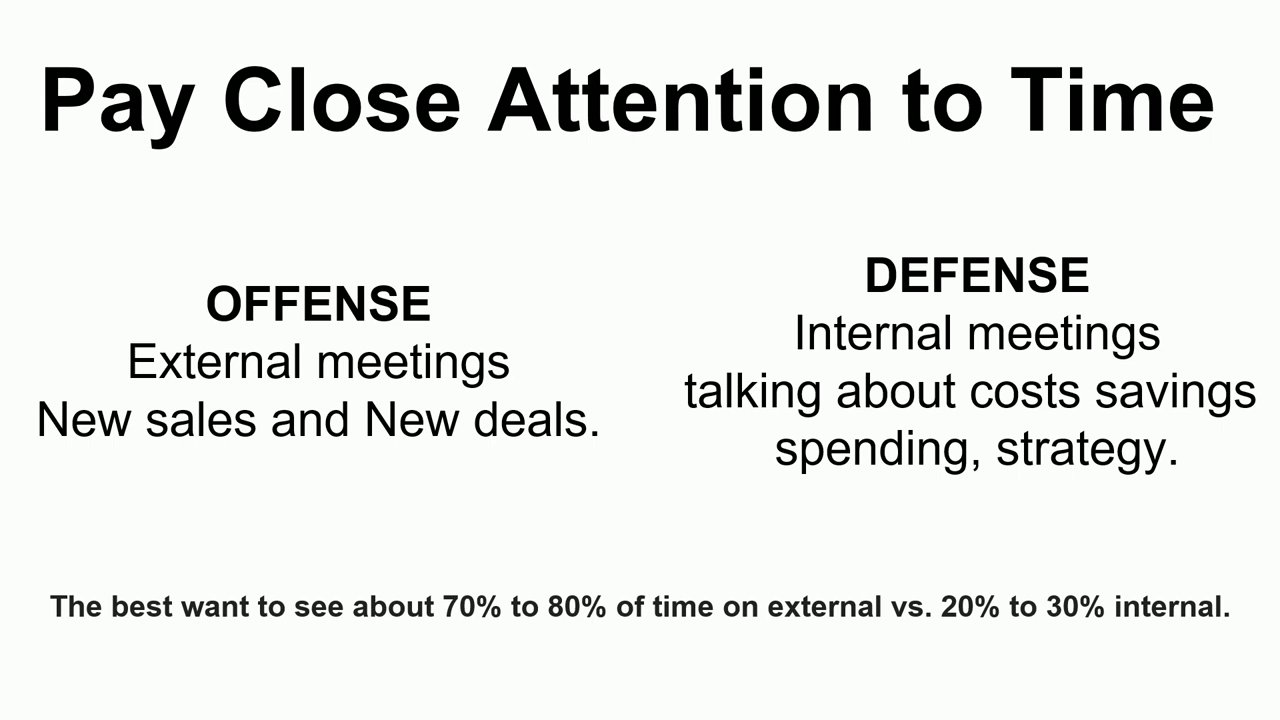 Pay Close Attention to Time
OFFENSE
External meetings
New sales and New deals.
DEFENSE
Internal meetings
talking about costs savings
spending, strategy.
The best want to see about 70% to 80% of time on external vs. 20% to 30% internal.